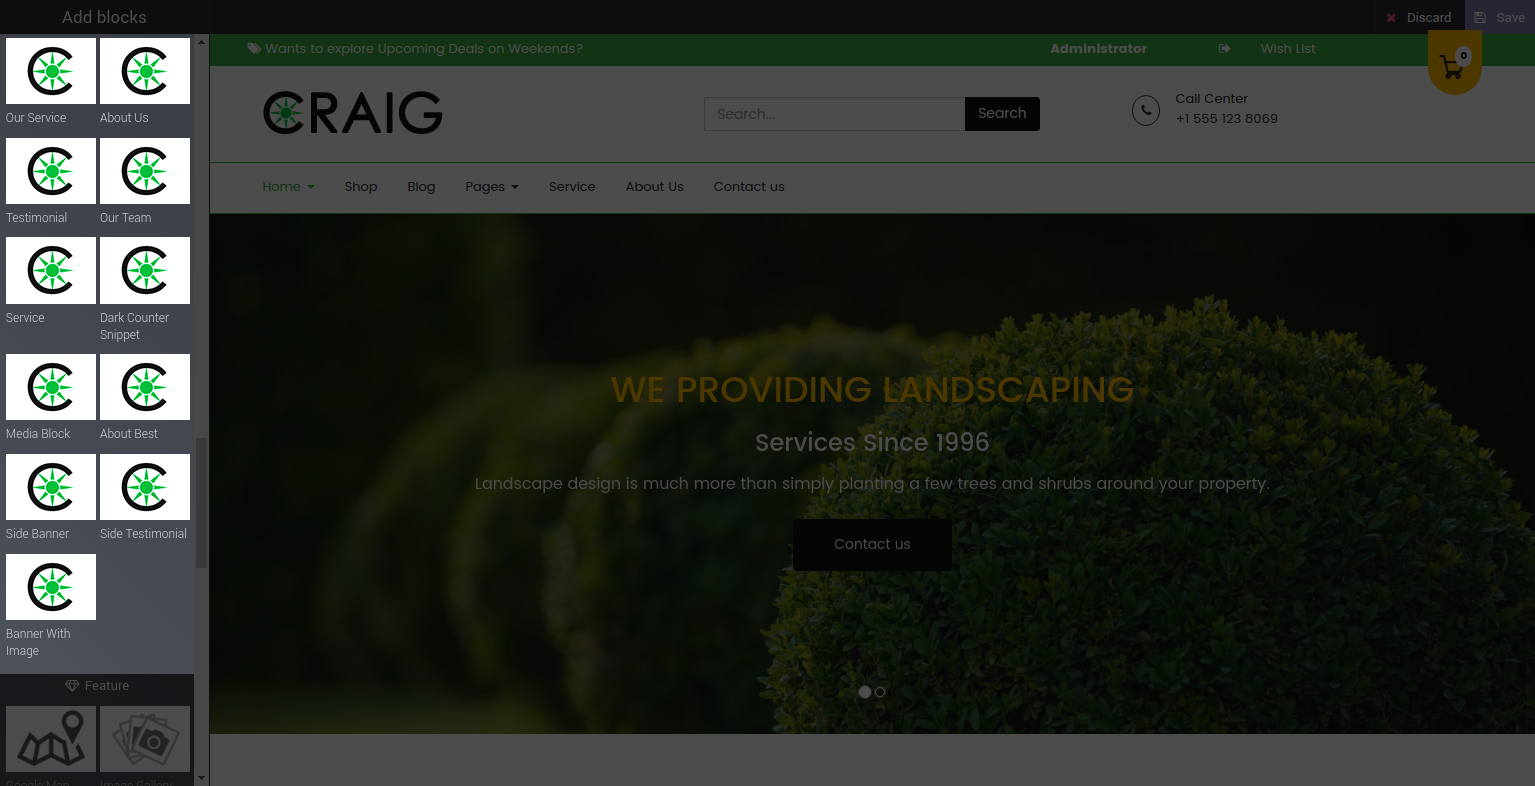 Add blocks
Discard
Save
Our Service
About Us
Testimonial
Our Team
Service
Dark Counter
Snippet
Media Block
About Best
Side Banner
Side Testimonial
Banner With
Image
Feature
Google Map
Image Gallery
Wants to explore Upcoming Deals on Weekends?
Administrator
Wish List
0
CRAIG
Search...
Search
Call Center
+1 555 123 8069
Home
Shop
Blog
Pages
Service
About Us
Contact us
WE PROVIDING LANDSCAPING
Services Since 1996
Landscape design is much more than simply planting a few trees and shrubs around your property.
Contact us